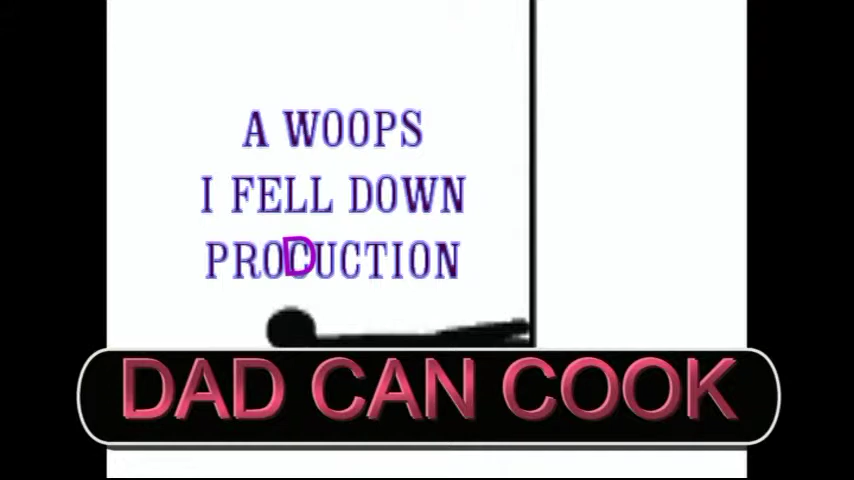 A WOOPS
I FELL DOWN
PRODUCTION
DAD CAN COOK